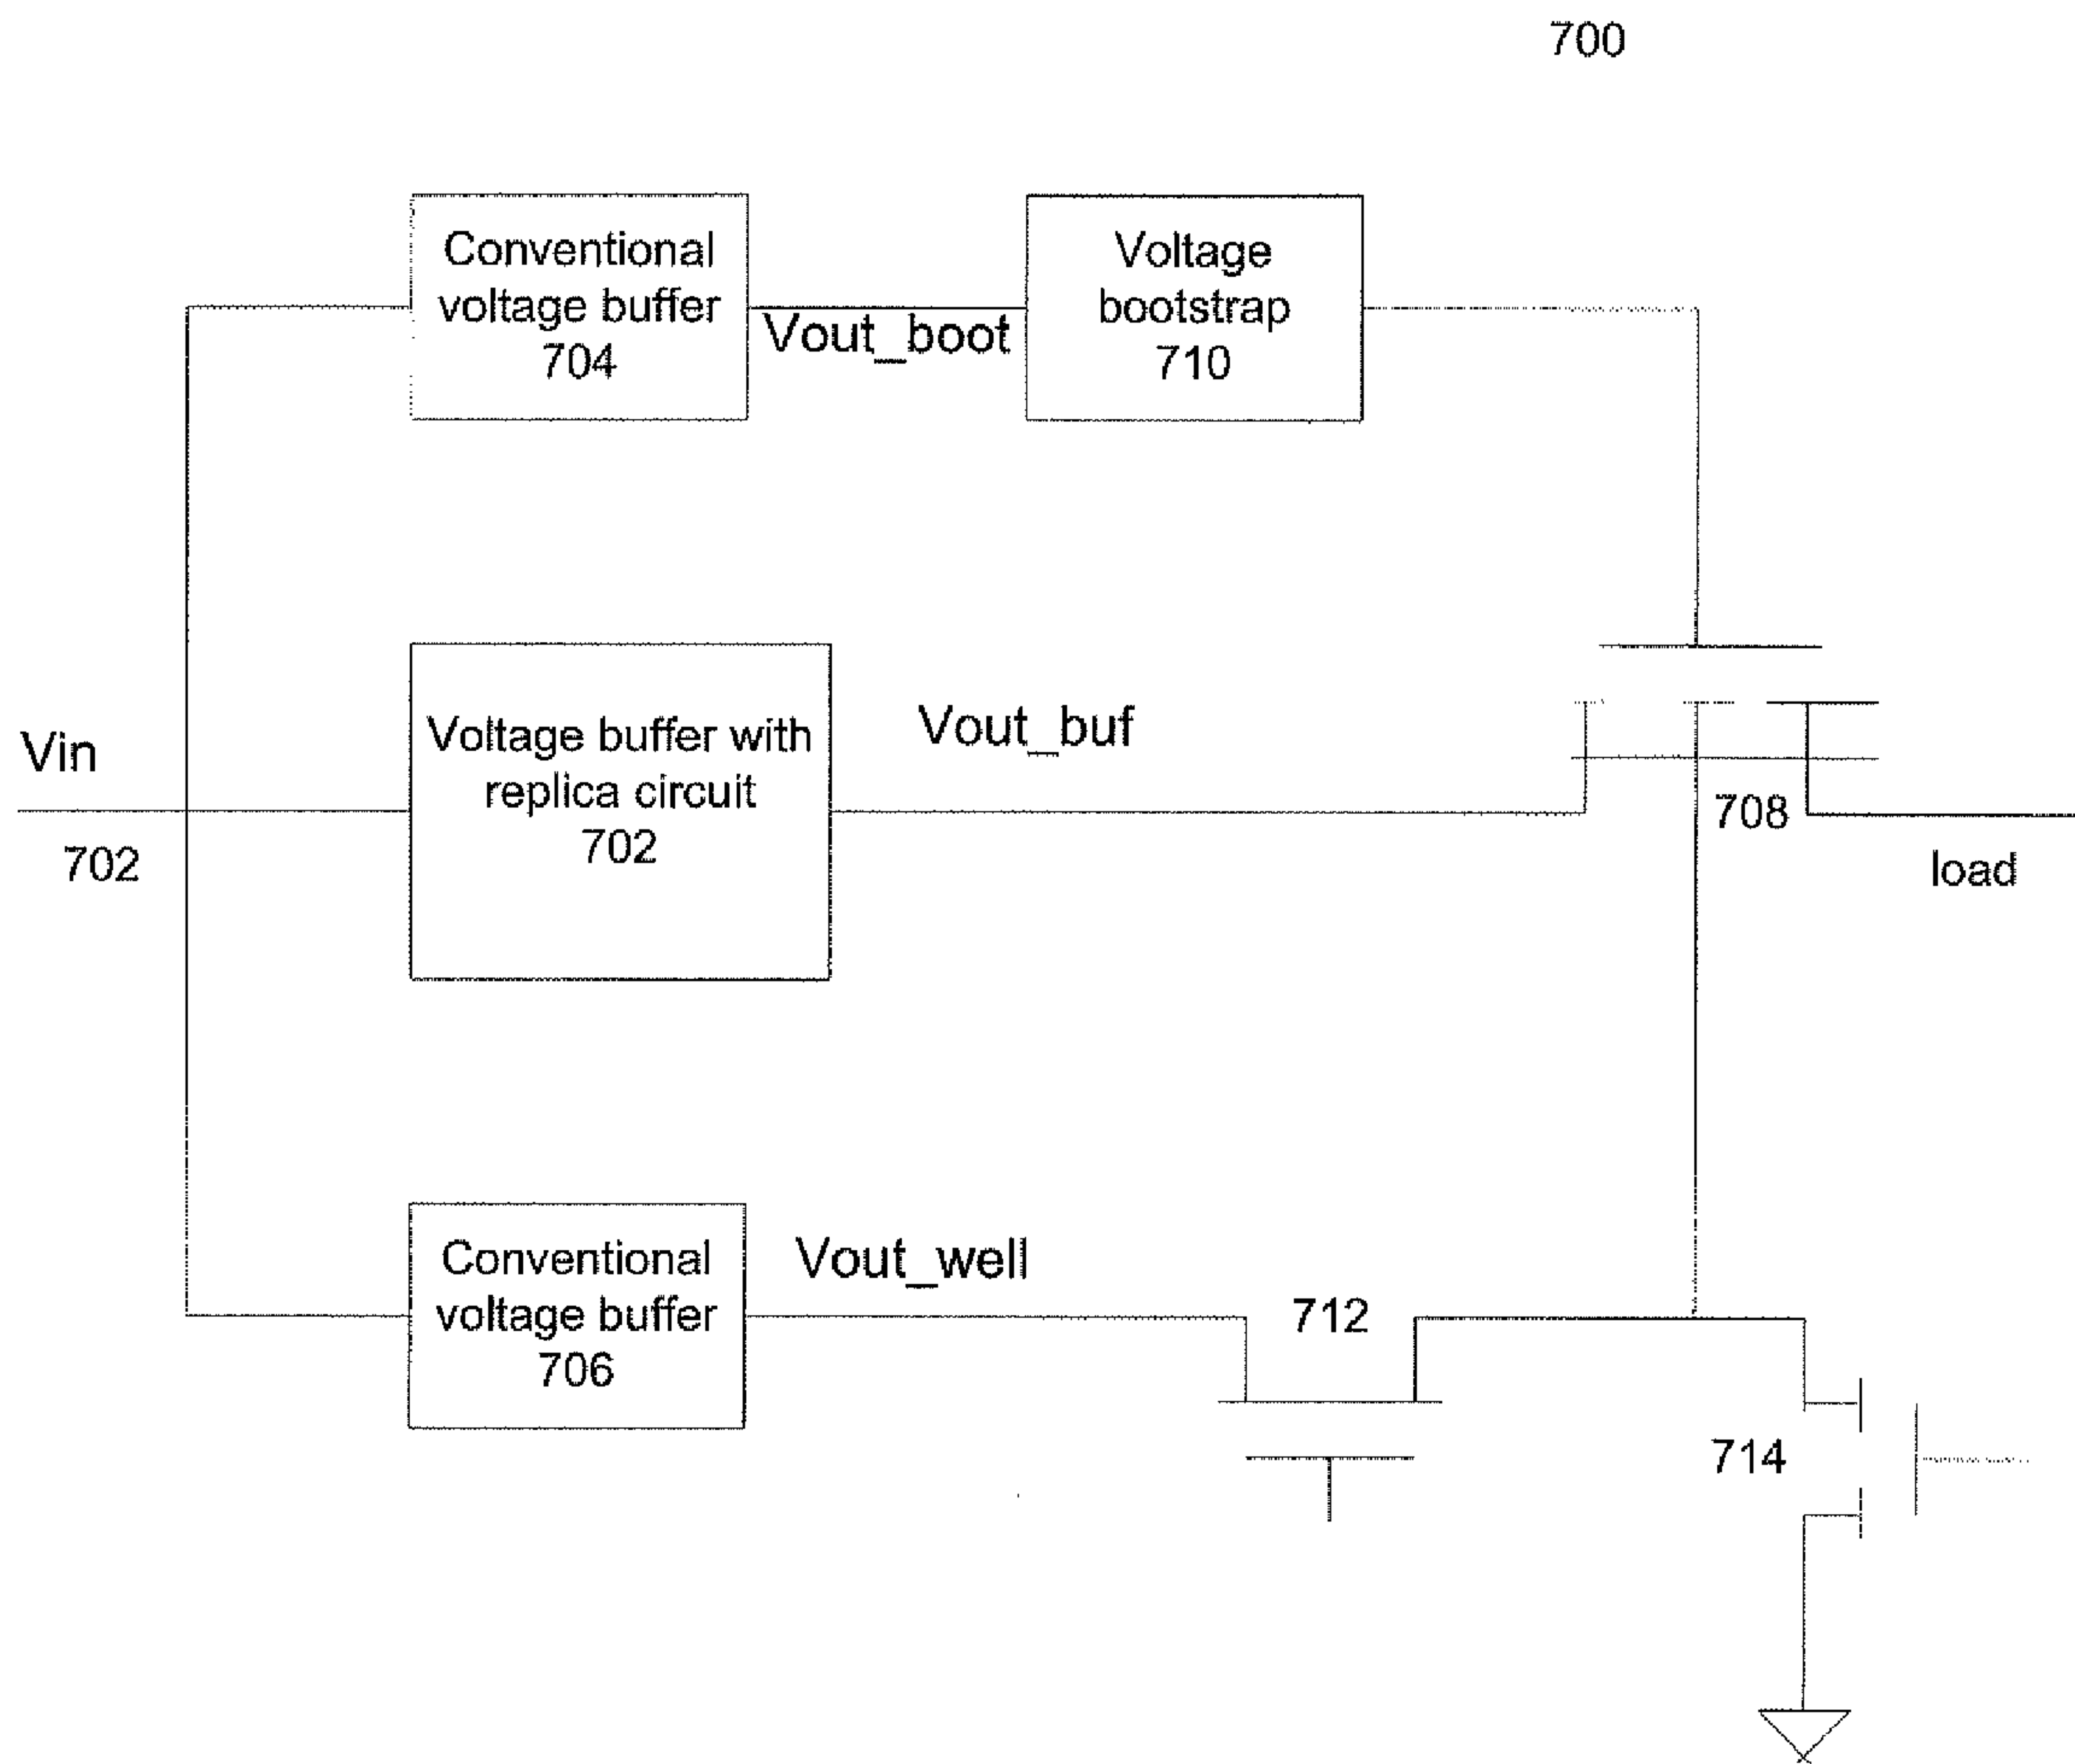 700
Conventional
voltage buffer
704
Vout_boot
Voltage
bootstrap
710
Vin
702
Voltage buffer with
replica circuit
702
Vout_buf
708
load
Conventional
voltage buffer
706
Vout_well
712
714